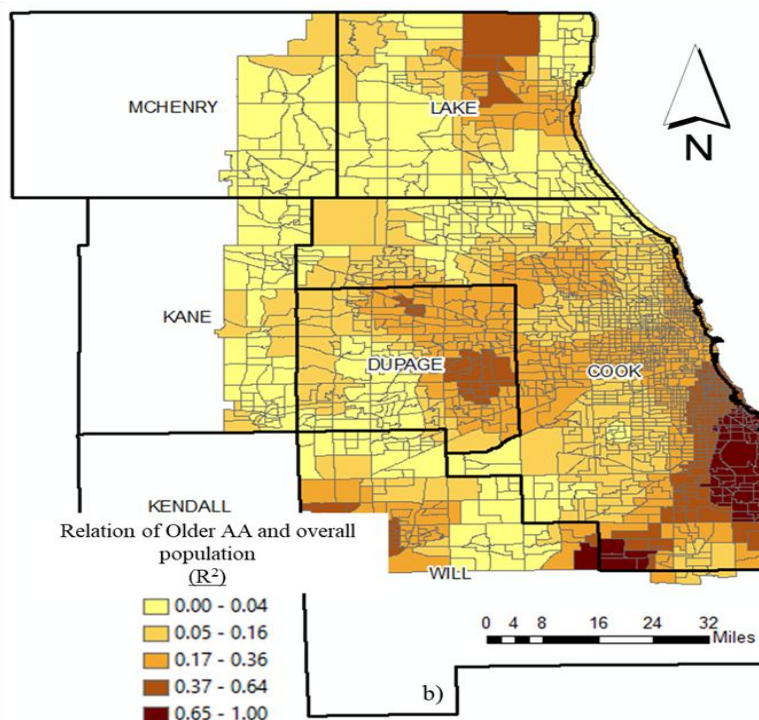 MCHENRY
LAKE
N
KANE
DUPAGE
COOK
KENDALL
Relation of Older AA and overall
population
(R²)
WILL
0.00 - 0.04
0.05 - 0.16
0.17 - 0.36
0.37 - 0.64
0.65 - 1.00
0 2 4 8 16 24 32
Miles
b)